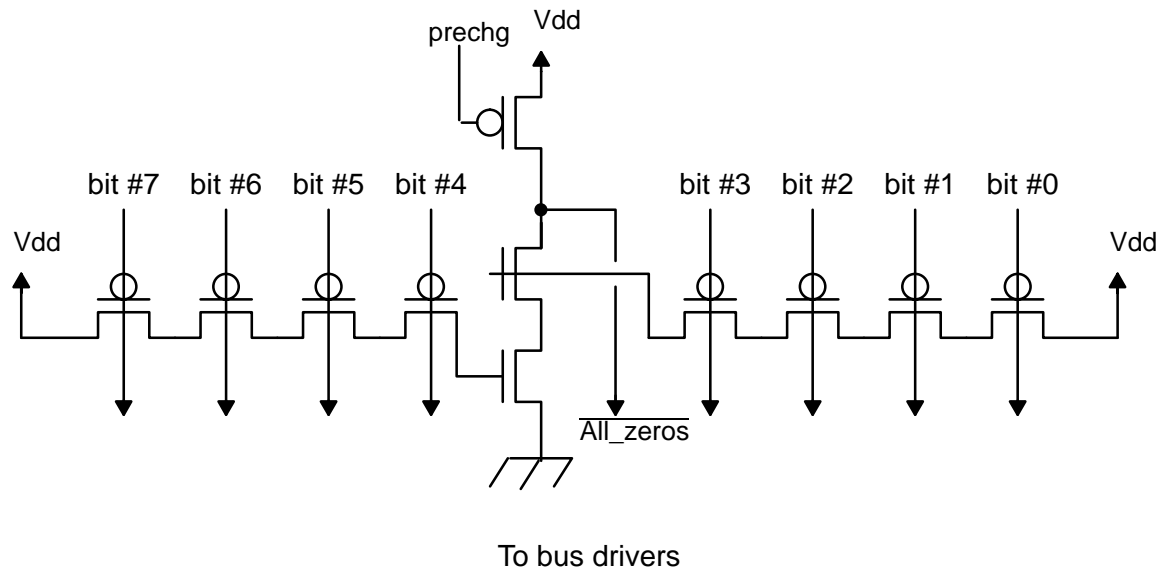 Vdd
prechg
bit #7 bit #6 bit #5 bit #4 bit #3 bit #2 bit #1 bit #0
Vdd Vdd
All_zeros
To bus drivers